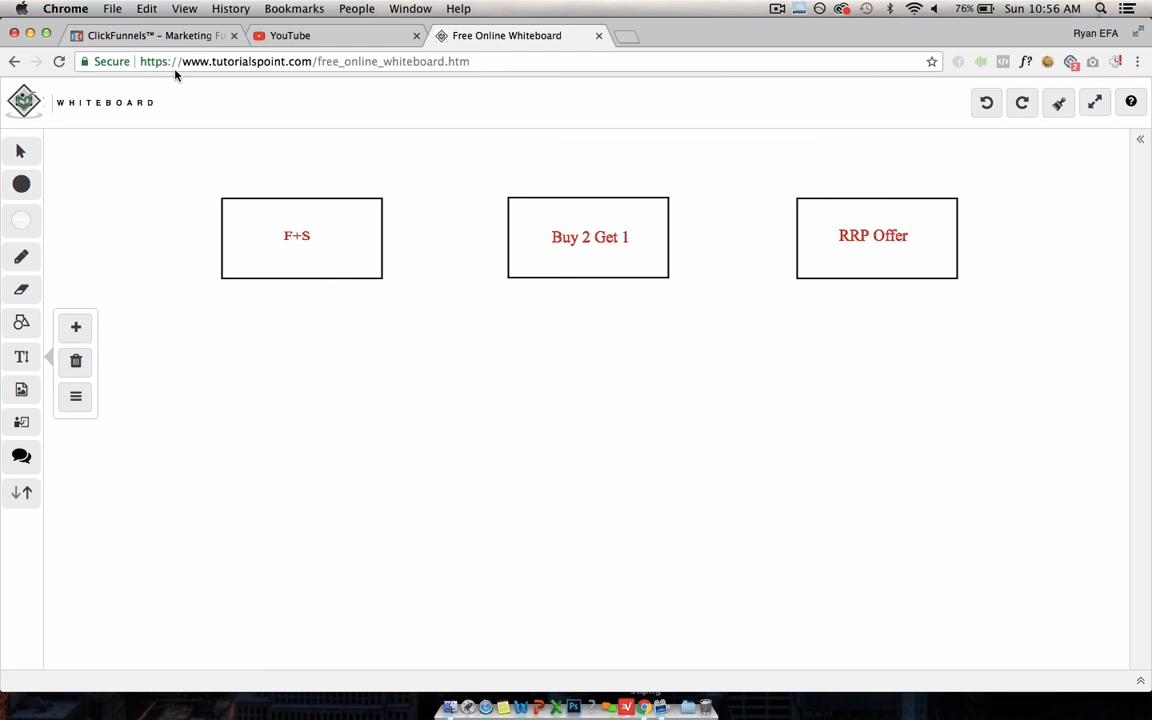 Chrome File Edit View History Bookmarks People Window Help 76% Sun 10:56 AM
ClickFunnels™ – Marketing Fu YouTube Free Online Whiteboard Ryan EFA
Secure https://www.tutorialspoint.com/free_online_whiteboard.htm f? 2
WHITEBOARD
F+S Buy 2 Get 1 RRP Offer
T